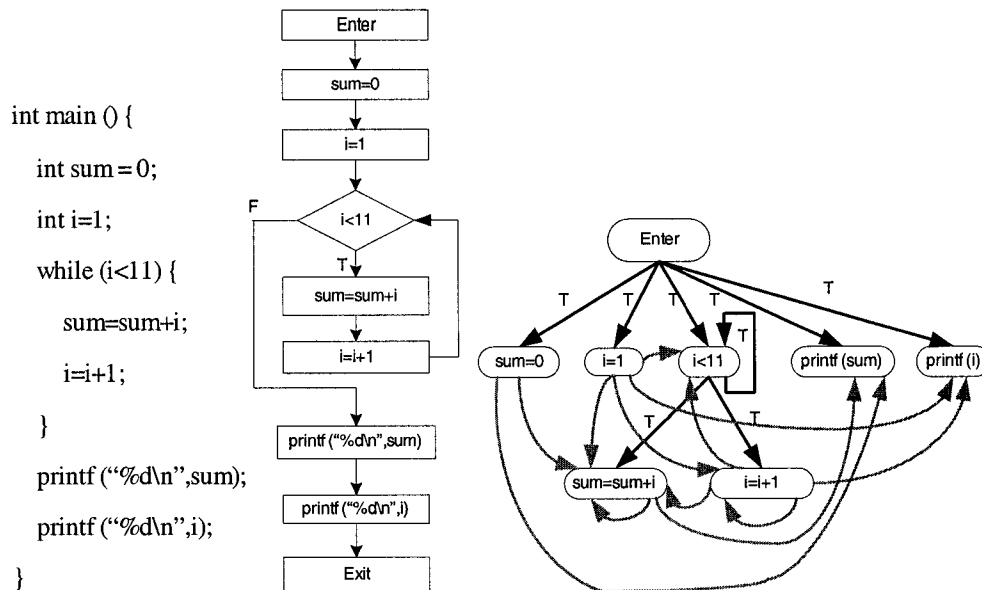 int main () {
int sum = 0;
int i=1;
while (i<11) {
sum=sum+i;
i=i+1;
}
printf ("%d\n",sum);
printf ("%d\n",i);
}
Enter
sum=0
i=1
F
i<11
T
sum=sum+i
i=i+1
printf ("%d\n",sum)
printf ("%d\n",i)
Exit
Enter
T T T T T
T
sum=0 i=1 i<11 printf (sum) printf (i)
T T
sum=sum+i i=i+1